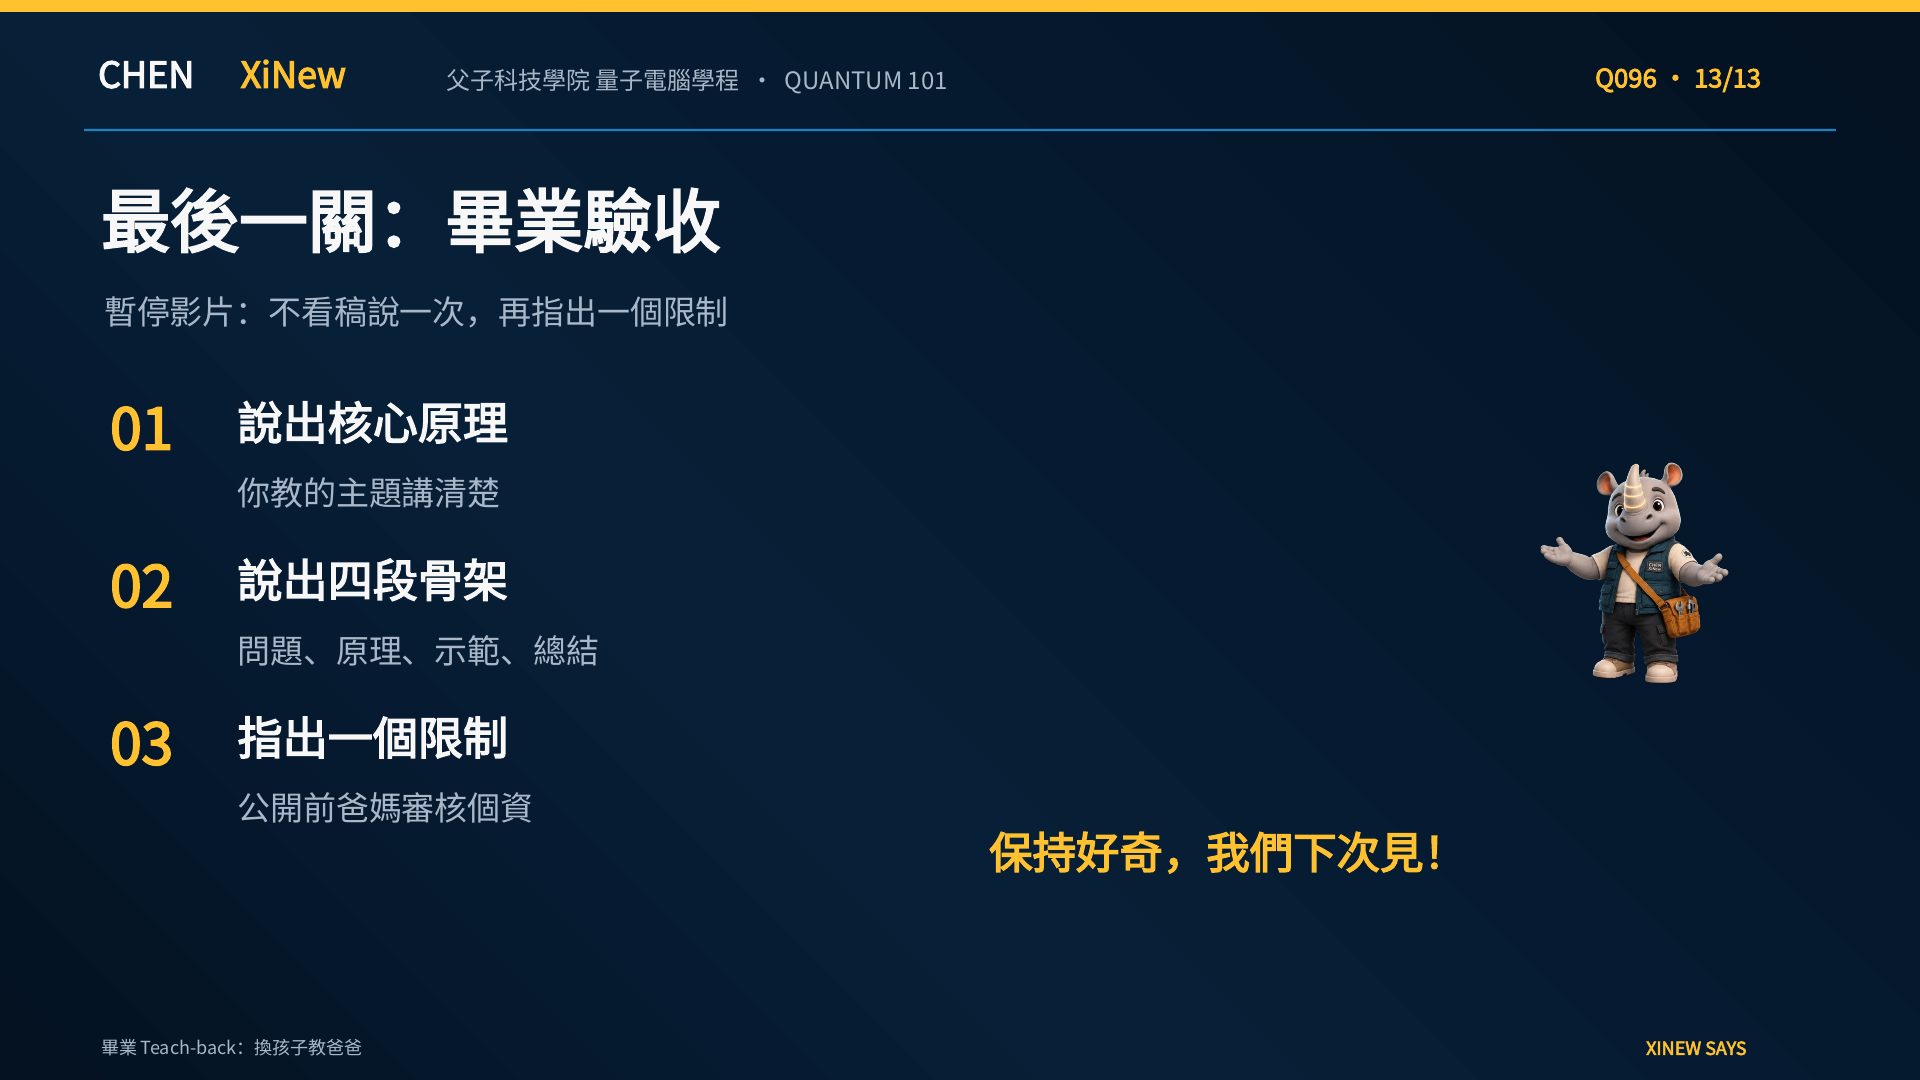 CHEN XiNew 父子科技學院 量子電腦學程 • QUANTUM 101 Q096 • 13/13
最後一關：畢業驗收
暫停影片：不看稿說一次，再指出一個限制
01 說出核心原理
你教的主題講清楚
02 說出四段骨架
問題、原理、示範、總結
03 指出一個限制
公開前爸媽審核個資
保持好奇，我們下次見！
畢業 Teach-back：換孩子教爸爸 XINEW SAYS